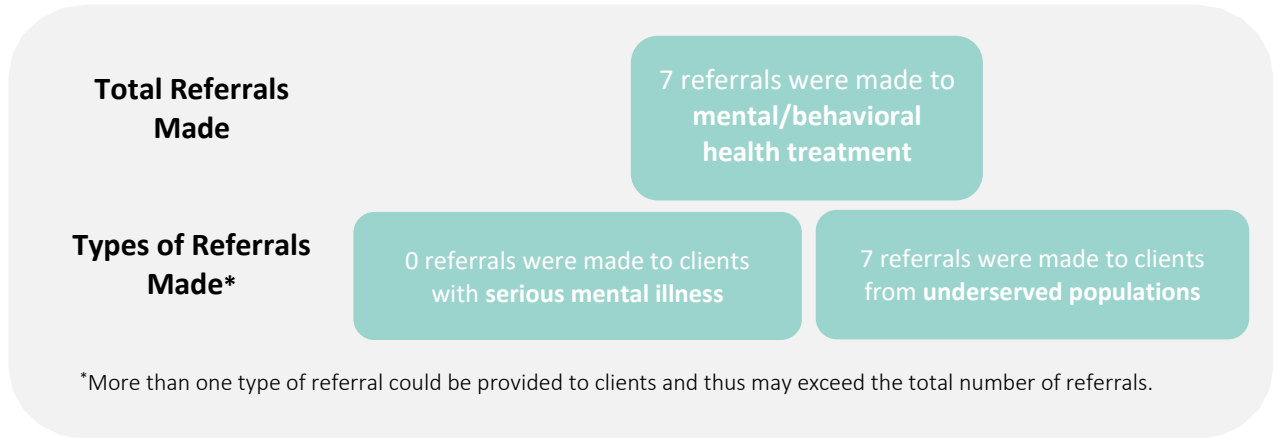 Total Referrals
Made
7 referrals were made to
mental/behavioral
health treatment
Types of Referrals
Made*
0 referrals were made to clients
with serious mental illness
7 referrals were made to clients
from underserved populations
*More than one type of referral could be provided to clients and thus may exceed the total number of referrals.